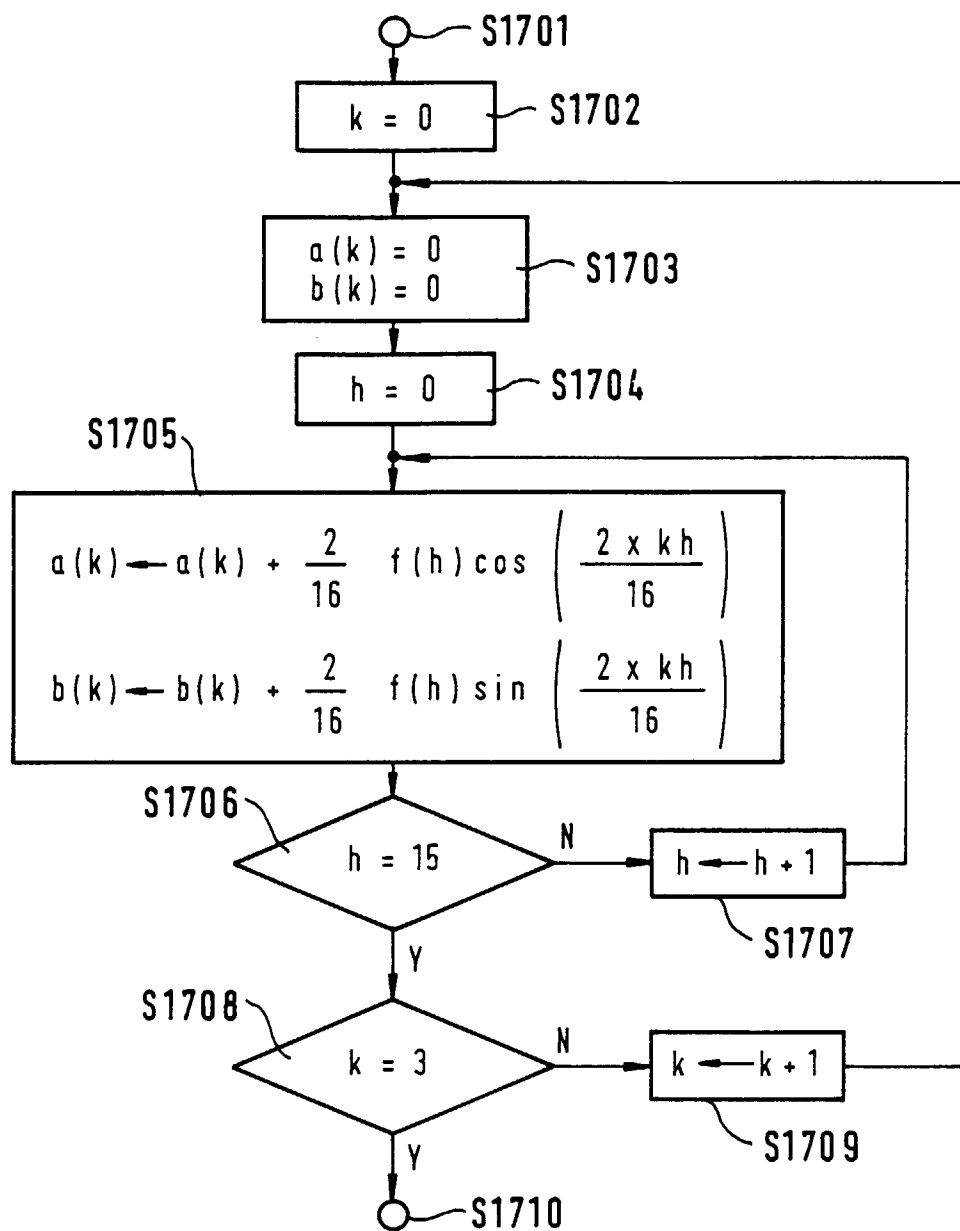 S1701
k = 0
S1702
a(k) = 0
b(k) = 0
S1703
h = 0
S1704
S1705
a(k) ← a(k) + 2/16 f(h) cos (2 x kh/16)
b(k) ← b(k) + 2/16 f(h) sin (2 x kh/16)
S1706
h = 15
N
h ← h + 1
S1707
Y
S1708
k = 3
N
k ← k + 1
S1709
Y
S1710